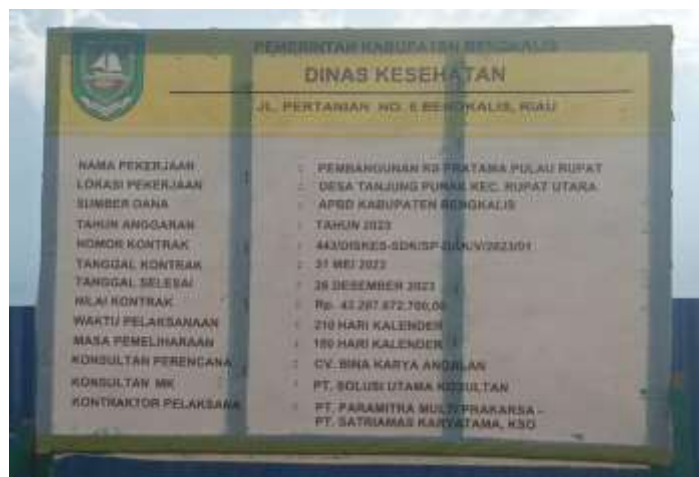 PEMERINTAH KABUPATEN BENGKALIS
DINAS KESEHATAN
JL. PERTANIAN NO. 6 BENGKALIS, RIAU
NAMA PEKERJAAN : PEMBANGUNAN RS PRATAMA PULAU RUPAT
LOKASI PEKERJAAN : DESA TANJUNG PUNAK KEC. RUPAT UTARA
SUMBER DANA : APBD KABUPATEN BENGKALIS
TAHUN ANGGARAN : TAHUN 2023
NOMOR KONTRAK :
TANGGAL KONTRAK : 31 MEI 2023
TANGGAL SELESAI : 26 DESEMBER 2023
NILAI KONTRAK : Rp.
WAKTU PELAKSANAAN : 210 HARI KALENDER
MASA PEMELIHARAAN : 180 HARI KALENDER
KONSULTAN PERENCANA : CV. BINA KARYA ANDALAN
KONSULTAN MK : PT. SOLUSI UTAMA KOSULTAN
KONTRAKTOR PELAKSANA : PT. PARAMITRA MULTI PRAKARSA –
PT. SATRIAMAS KARYATAMA, KSO